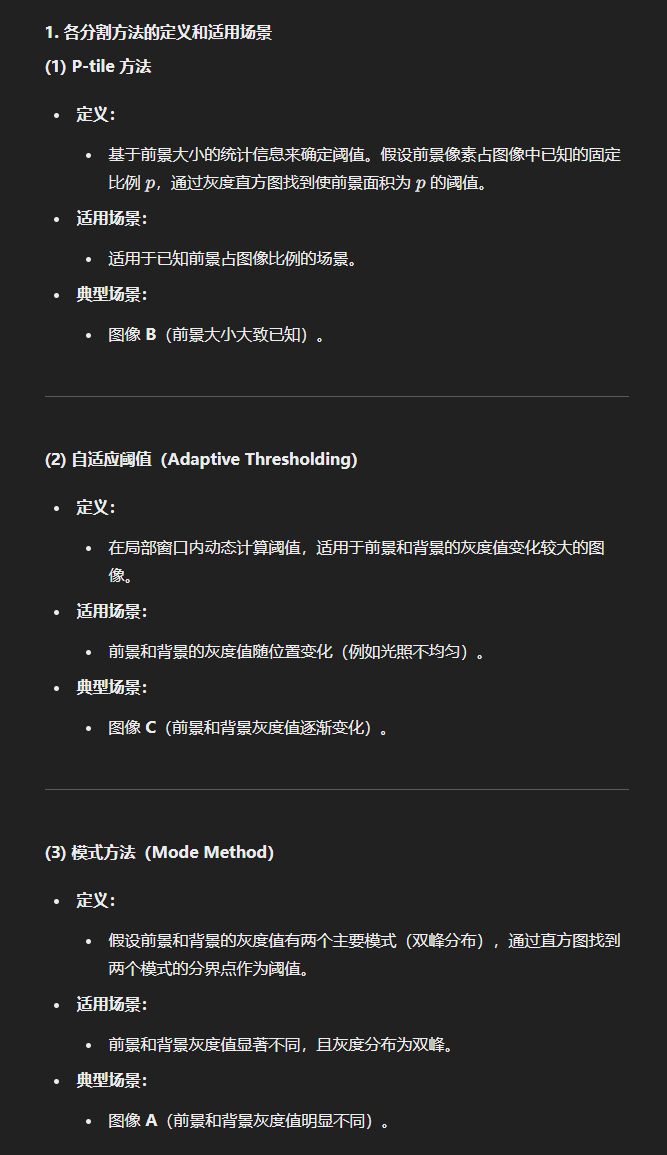 1. 各分割方法的定义和适用场景
(1) P-tile 方法
• 定义：
• 基于前景大小的统计信息来确定阈值。假设前景像素占图像中已知的固定
比例 p，通过灰度直方图找到使前景面积为 p 的阈值。
• 适用场景：
• 适用于已知前景占图像比例的场景。
• 典型场景：
• 图像 B（前景大小大致已知）。
(2) 自适应阈值（Adaptive Thresholding）
• 定义：
• 在局部窗口内动态计算阈值，适用于前景和背景的灰度值变化较大的图
像。
• 适用场景：
• 前景和背景的灰度值随位置变化（例如光照不均匀）。
• 典型场景：
• 图像 C（前景和背景灰度值逐渐变化）。
(3) 模式方法（Mode Method）
• 定义：
• 假设前景和背景的灰度值有两个主要模式（双峰分布），通过直方图找到
两个模式的分界点作为阈值。
• 适用场景：
• 前景和背景灰度值显著不同，且灰度分布为双峰。
• 典型场景：
• 图像 A（前景和背景灰度值明显不同）。